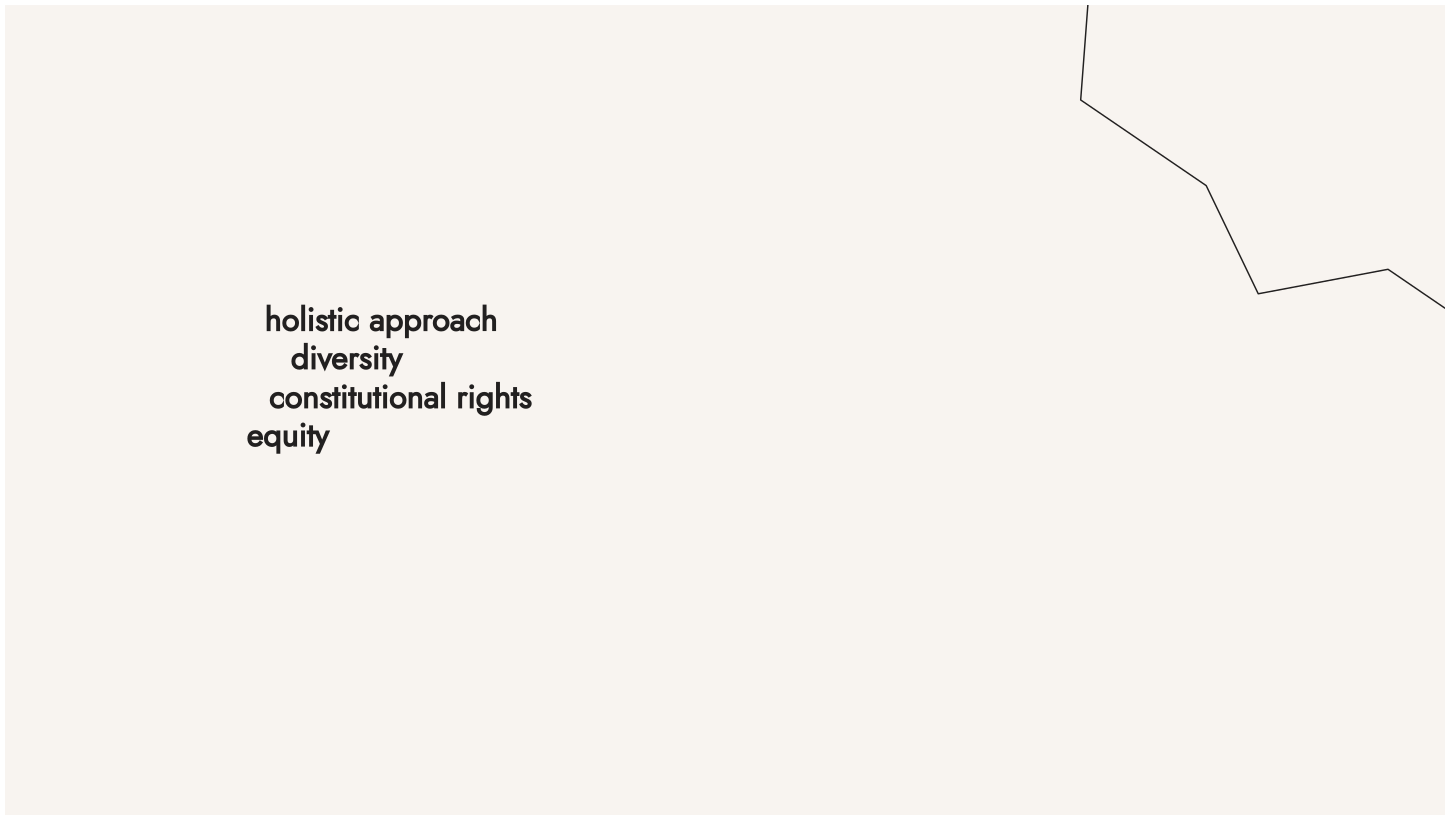 holistic approach
diversity
constitutional rights
equity